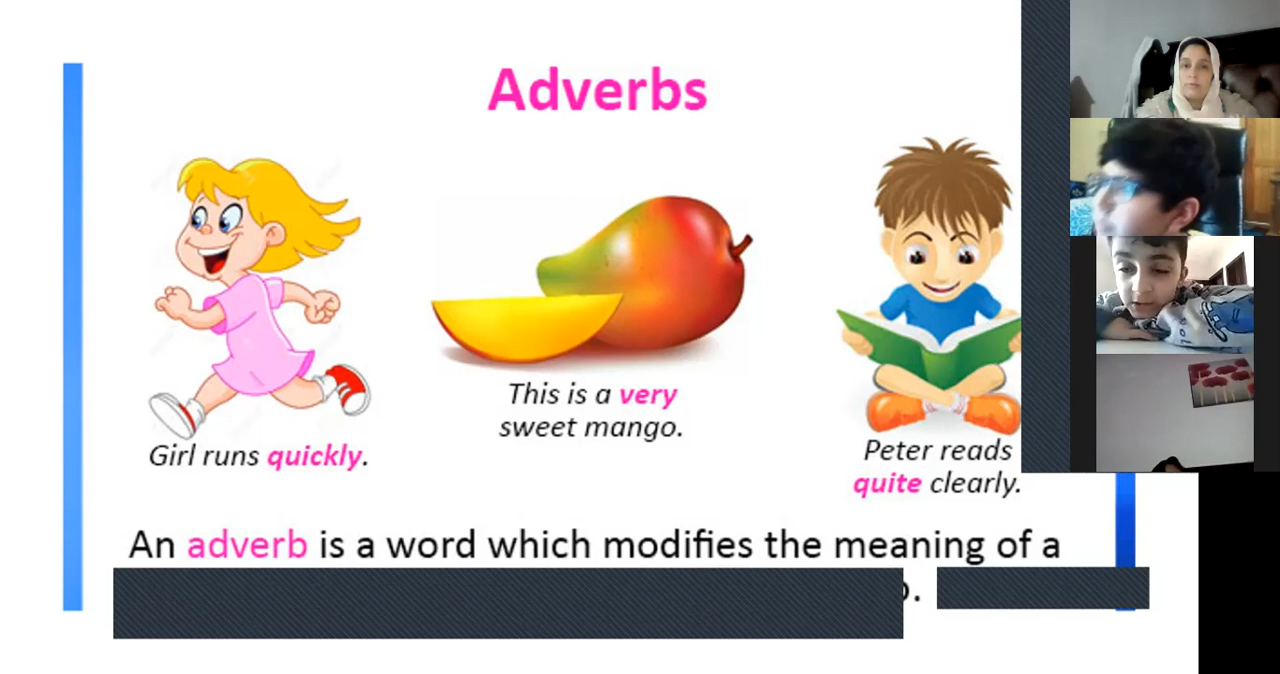 Adverbs
Girl runs quickly.
This is a very
sweet mango.
Peter reads
quite clearly.
An adverb is a word which modifies the meaning of a